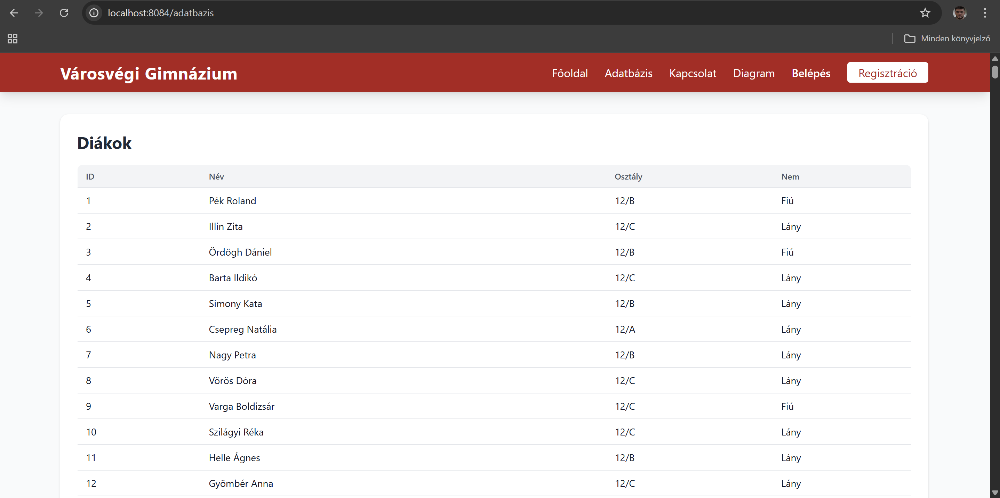 localhost:8084/adatbazis
Minden könyvjelző
Városvégi Gimnázium
Főoldal Adatbázis Kapcsolat Diagram Belépés Regisztráció
Diákok
ID Név Osztály Nem
1 Pék Roland 12/B Fiú
2 Illin Zita 12/C Lány
3 Ördögh Dániel 12/B Fiú
4 Barta Ildikó 12/C Lány
5 Simony Kata 12/B Lány
6 Csepreg Natália 12/A Lány
7 Nagy Petra 12/B Lány
8 Vörös Dóra 12/C Lány
9 Varga Boldizsár 12/C Fiú
10 Szilágyi Réka 12/C Lány
11 Helle Ágnes 12/B Lány
12 Gyömbér Anna 12/C Lány